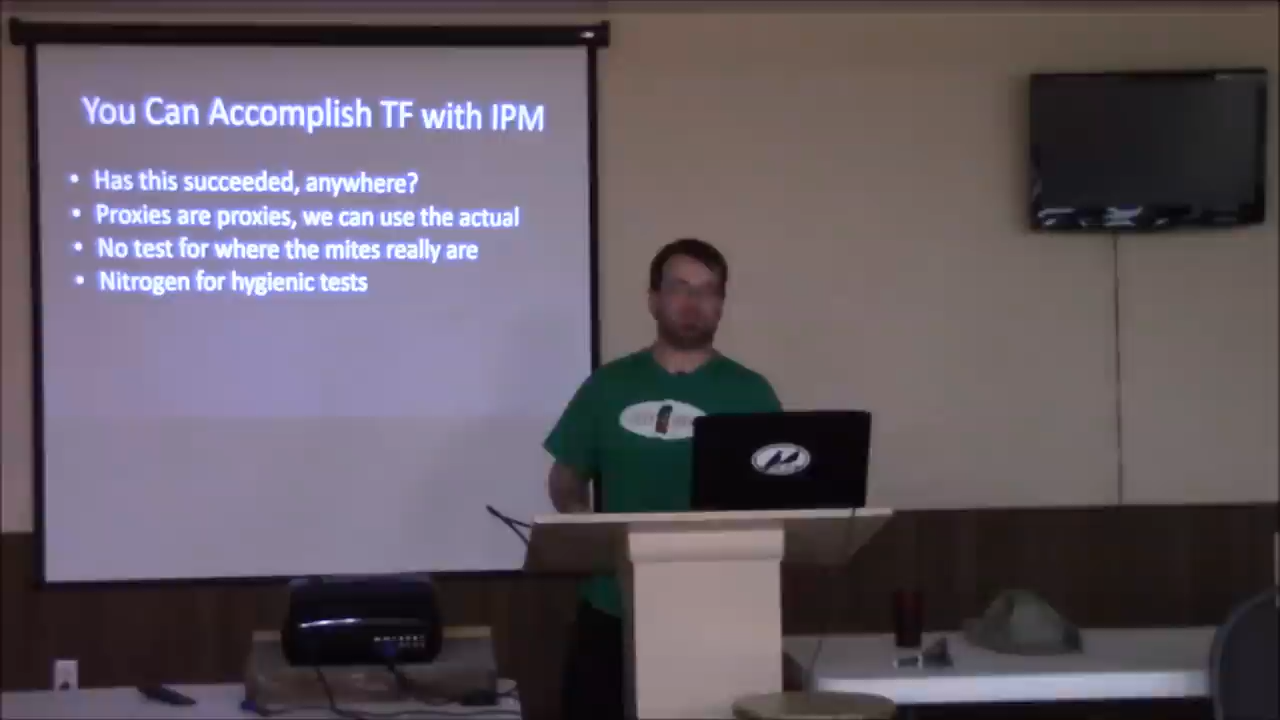 You Can Accomplish TF with IPM
• Has this succeeded, anywhere?
• Proxies are proxies, we can use the actual
• No test for where the mites really are
• Nitrogen for hygienic tests